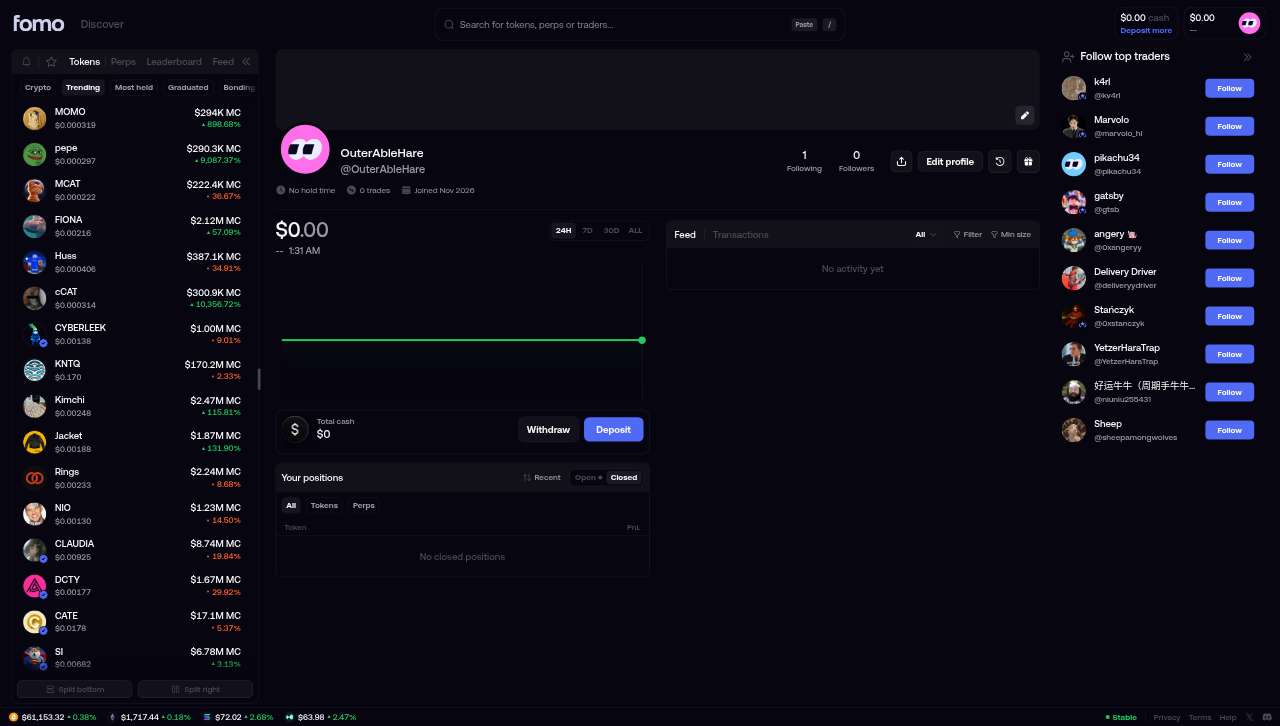 fomo
Discover
Search for tokens, perps or traders...
Paste
/
$0.00 cash
Deposit more
$0.00
—
Tokens Perps Leaderboard Feed
Crypto Trending Most held Graduated Bonding
MOMO $294K MC
$0.000319 898.68%
pepe $290.3K MC
$0.000297 9,087.37%
MCAT $222.4K MC
$0.000222 36.67%
FIONA $2.12M MC
$0.00216 57.09%
Huss $387.1K MC
$0.000406 34.91%
cCAT $300.9K MC
$0.000314 10,356.72%
CYBERLEEK $1.00M MC
$0.00138 9.01%
KNTQ $170.2M MC
$0.170 2.33%
Kimchi $2.47M MC
$0.00248 115.81%
Jacket $1.87M MC
$0.00188 131.90%
Rings $2.24M MC
$0.00233 8.68%
NIO $1.23M MC
$0.00130 14.50%
CLAUDIA $8.74M MC
$0.00925 19.84%
DCTY $1.67M MC
$0.00177 29.92%
CATE $17.1M MC
$0.0178 5.37%
SI $6.78M MC
$0.00682 3.13%
Split bottom Split right
OuterAbleHare
@OuterAbleHare
No hold time 0 trades Joined Nov 2026
1 Following
0 Followers
Edit profile
$0.00
-- 1:31 AM
24H 7D 30D ALL
$
Total cash
$0
Withdraw Deposit
Your positions Recent Open Closed
All Tokens Perps
Token PnL
No closed positions
Feed Transactions All Filter Min size
No activity yet
Follow top traders
k4rl
@kv4rl
Follow
Marvolo
@marvolo_hl
Follow
pikachu34
@pikachu34
Follow
gatsby
@gtsb
Follow
angery
@0xangeryy
Follow
Delivery Driver
@deliveryydriver
Follow
Stańczyk
@0xstanczyk
Follow
YetzerHaraTrap
@YetzerHaraTrap
Follow
好运牛牛（周期手牛牛...
@niuniu255431
Follow
Sheep
@sheepamongwolves
Follow
$61,153.32 0.38% $1,717.44 0.18% $72.02 2.68% $63.98 2.47%
Stable Privacy Terms Help